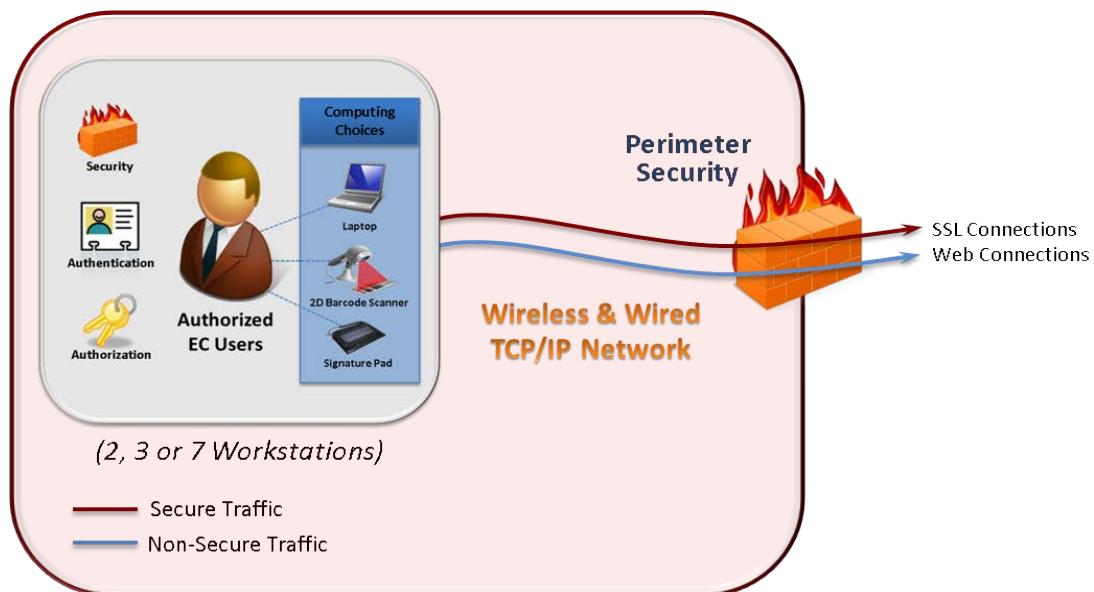 Security
Authentication
Authorization
Authorized
EC Users
Computing
Choices
Laptop
2D Barcode Scanner
Signature Pad
(2, 3 or 7 Workstations)
Perimeter
Security
Wireless & Wired
TCP/IP Network
SSL Connections
Web Connections
Secure Traffic
Non-Secure Traffic